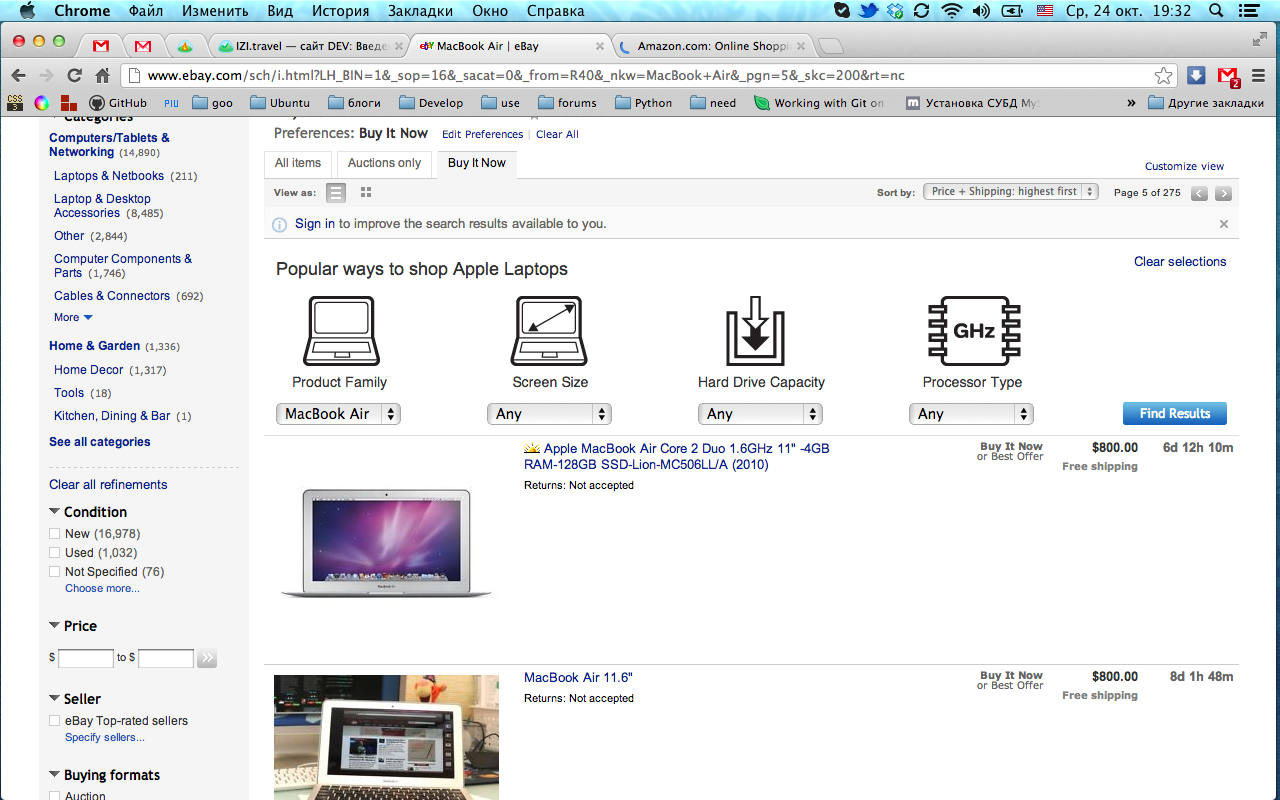 Chrome Файл Изменить Вид История Закладки Окно Справка Ср, 24 окт. 19:32
IZI.travel — сайт DEV: Введе
MacBook Air | eBay
Amazon.com: Online Shoppi
www.ebay.com/sch/i.html?LH_BIN=1&_sop=16&_sacat=0&_from=R40&_nkw=MacBook+Air&_pgn=5&_skc=200&rt=nc
2
CSS 3 GitHub PIU goo Ubuntu блоги Develop use forums Python need Working with Git on Установка СУБД My » Другие закладки
Categories
Computers/Tablets &
Networking (14,890)
Laptops & Netbooks (211)
Laptop & Desktop
Accessories (8,485)
Other (2,844)
Computer Components &
Parts (1,746)
Cables & Connectors (692)
More
Home & Garden (1,336)
Home Decor (1,317)
Tools (18)
Kitchen, Dining & Bar (1)
See all categories
Clear all refinements
Condition
New (16,978)
Used (1,032)
Not Specified (76)
Choose more...
Price
$ to $
Seller
eBay Top-rated sellers
Specify sellers...
Buying formats
Auction
Preferences: Buy It Now Edit Preferences | Clear All
All items Auctions only Buy It Now
Customize view
View as: Sort by: Price + Shipping: highest first Page 5 of 275
Sign in to improve the search results available to you.
Popular ways to shop Apple Laptops
Clear selections
GHz
Product Family Screen Size Hard Drive Capacity Processor Type
MacBook Air Any Any Any Find Results
Apple MacBook Air Core 2 Duo 1.6GHz 11" -4GB
RAM-128GB SSD-Lion-MC506LL/A (2010)
Returns: Not accepted
Buy It Now
or Best Offer
$800.00
Free shipping
6d 12h 10m
MacBook Air 11.6"
Returns: Not accepted
Buy It Now
or Best Offer
$800.00
Free shipping
8d 1h 48m